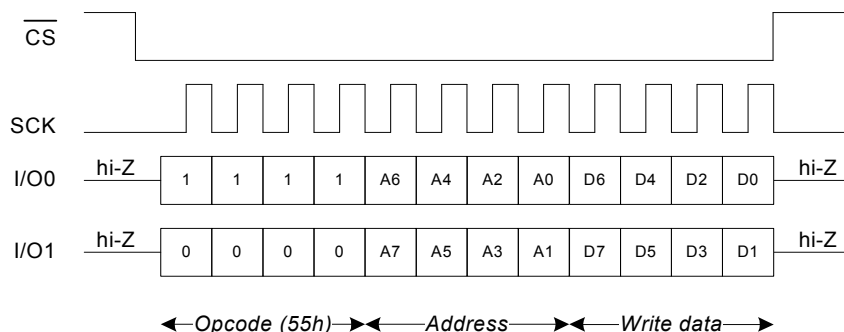 CS
SCK
I/O0 hi-Z 1 1 1 1 A6 A4 A2 A0 D6 D4 D2 D0 hi-Z
I/O1 hi-Z 0 0 0 0 A7 A5 A3 A1 D7 D5 D3 D1 hi-Z
Opcode (55h) Address Write data